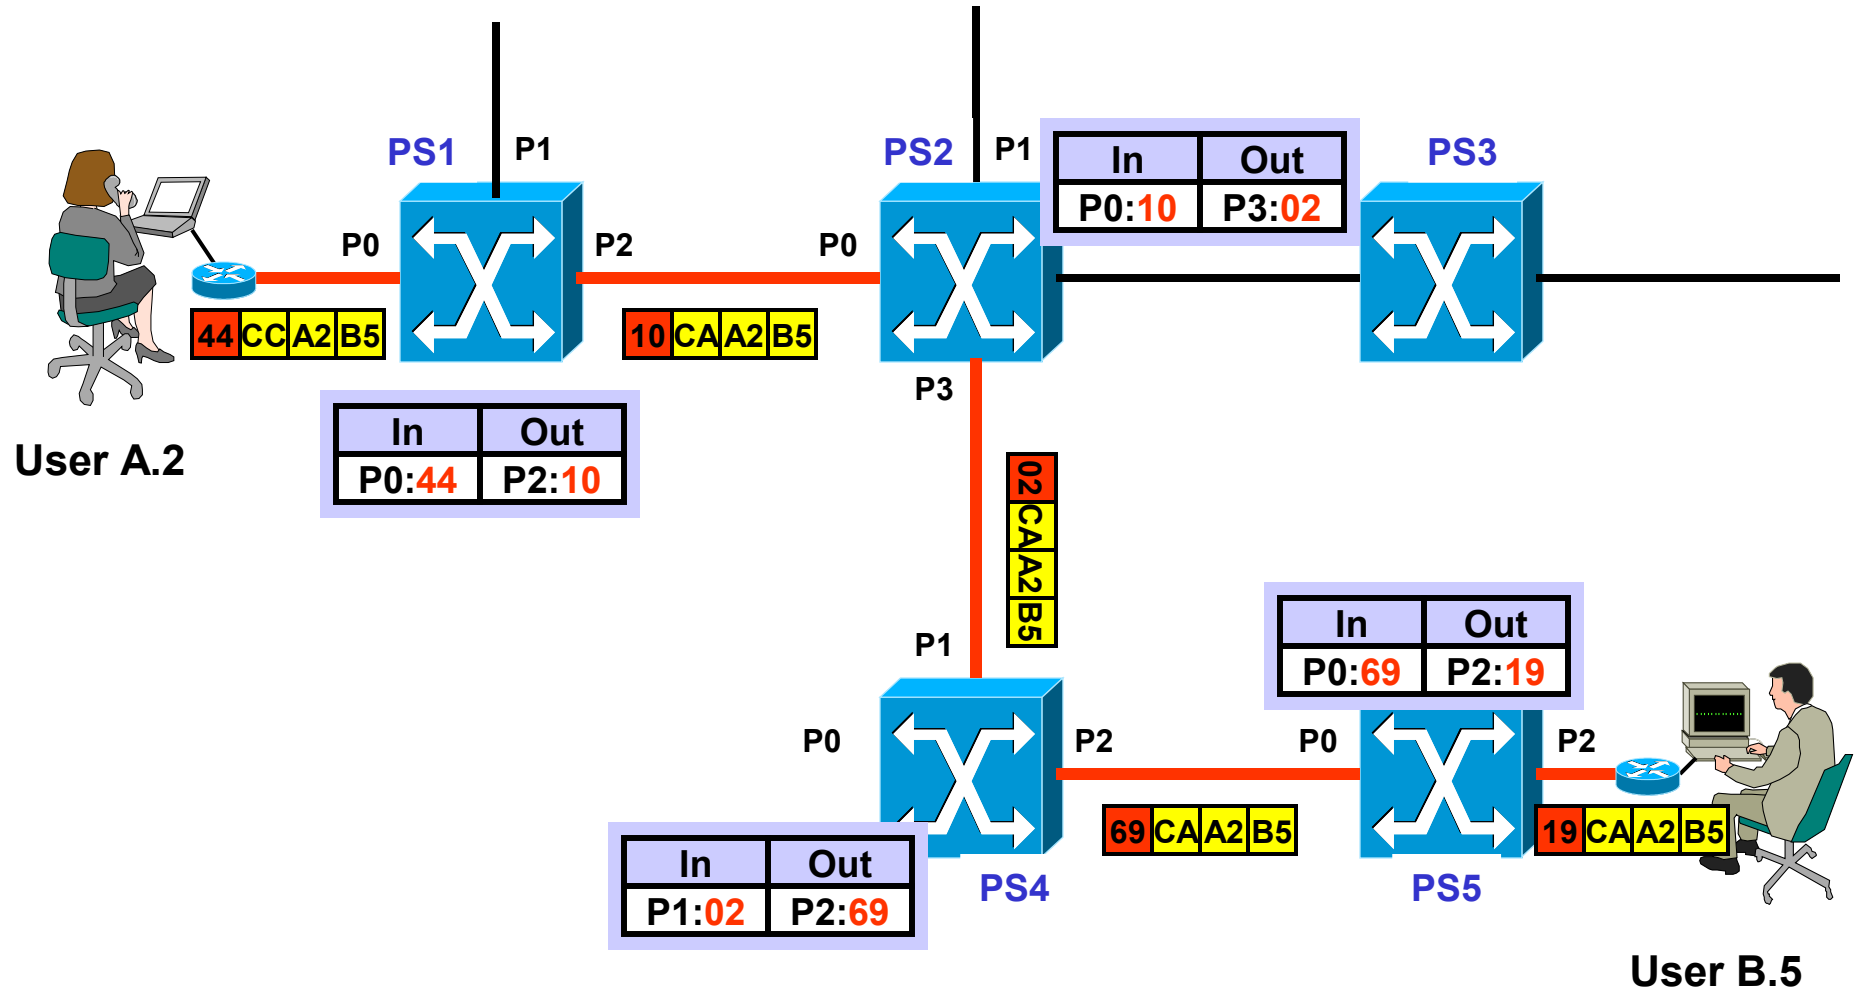 PS1
P1
PS2
P1
In Out
P0:10 P3:02
PS3
P0
P2
P0
44 CC A2 B5
10 CA A2 B5
P3
In Out
P0:44 P2:10
User A.2
02 CA A2 B5
P1
In Out
P0:69 P2:19
P0
P2
P0
P2
69 CA A2 B5
19 CA A2 B5
In Out
P1:02 P2:69
PS4
PS5
User B.5